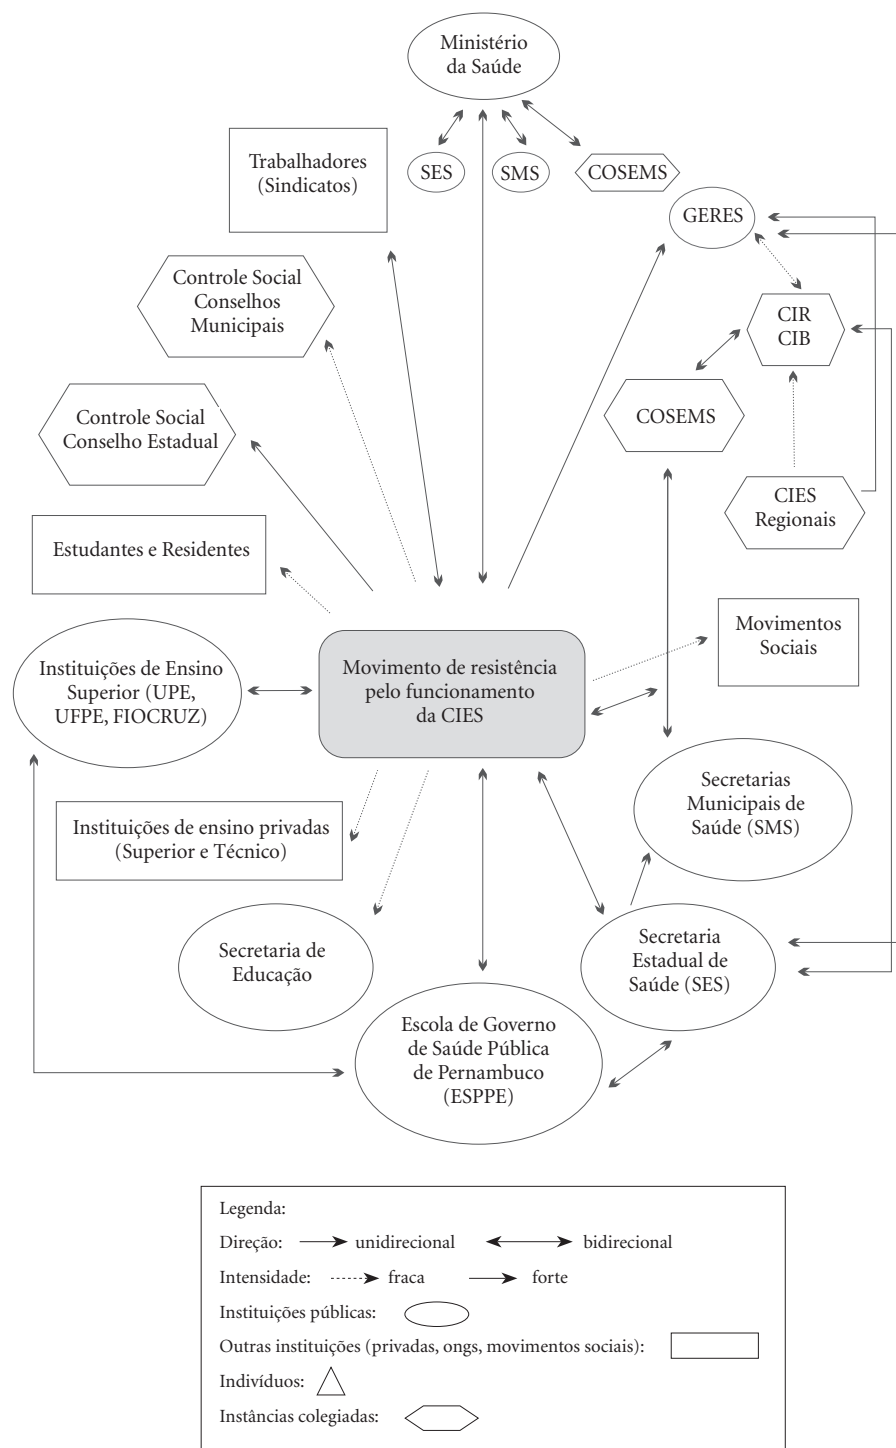 Ministério
da Saúde
Trabalhadores
(Sindicatos)
SES
SMS
COSEMS
GERES
Controle Social
Conselhos
Municipais
CIR
CIB
Controle Social
Conselho Estadual
COSEMS
CIES
Regionais
Estudantes e Residentes
Movimentos
Sociais
Instituições de Ensino
Superior (UPE,
UFPE, FIOCRUZ)
Movimento de resistência
pelo funcionamento
da CIES
Secretarias
Municipais de
Saúde (SMS)
Instituições de ensino privadas
(Superior e Técnico)
Secretaria de
Educação
Secretaria
Estadual de
Saúde (SES)
Escola de Governo
de Saúde Pública
de Pernambuco
(ESPPE)
Legenda:
Direção: unidirecional bidirecional
Intensidade: fraca forte
Instituições públicas:
Outras instituições (privadas, ongs, movimentos sociais):
Indivíduos:
Instâncias colegiadas: